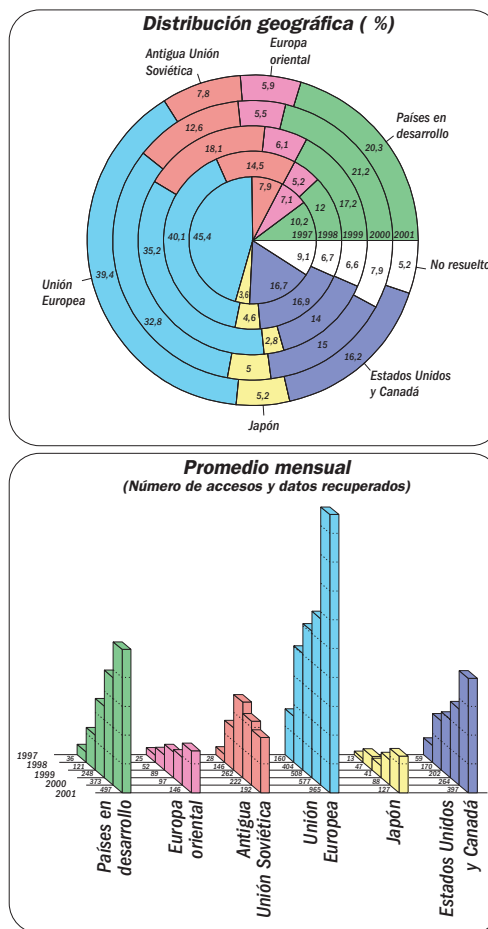 Distribución geográfica ( %)
Antigua Unión
Soviética
Europa
oriental
Países en
desarrollo
No resuelto
Estados Unidos
y Canadá
Japón
Unión
Europea
7,8
5,9
20,3
12,6
5,5
21,2
18,1
6,1
17,2
14,5
5,2
12
7,9
7,1
10,2
1997
1998
1999
2000
2001
9,1
6,7
6,6
7,9
5,2
39,4
35,2
40,1
45,4
32,8
3,6
16,7
4,6
16,9
2,8
14
5
15
5,2
16,2
Promedio mensual
(Número de accesos y datos recuperados)
1997
36
25
28
160
13
59
1998
121
52
146
404
47
170
1999
248
89
262
508
41
202
2000
373
97
222
577
88
264
2001
497
146
192
965
127
397
Países en
desarrollo
Europa
oriental
Antigua
Unión Soviética
Unión
Europea
Japón
Estados Unidos
y Canadá